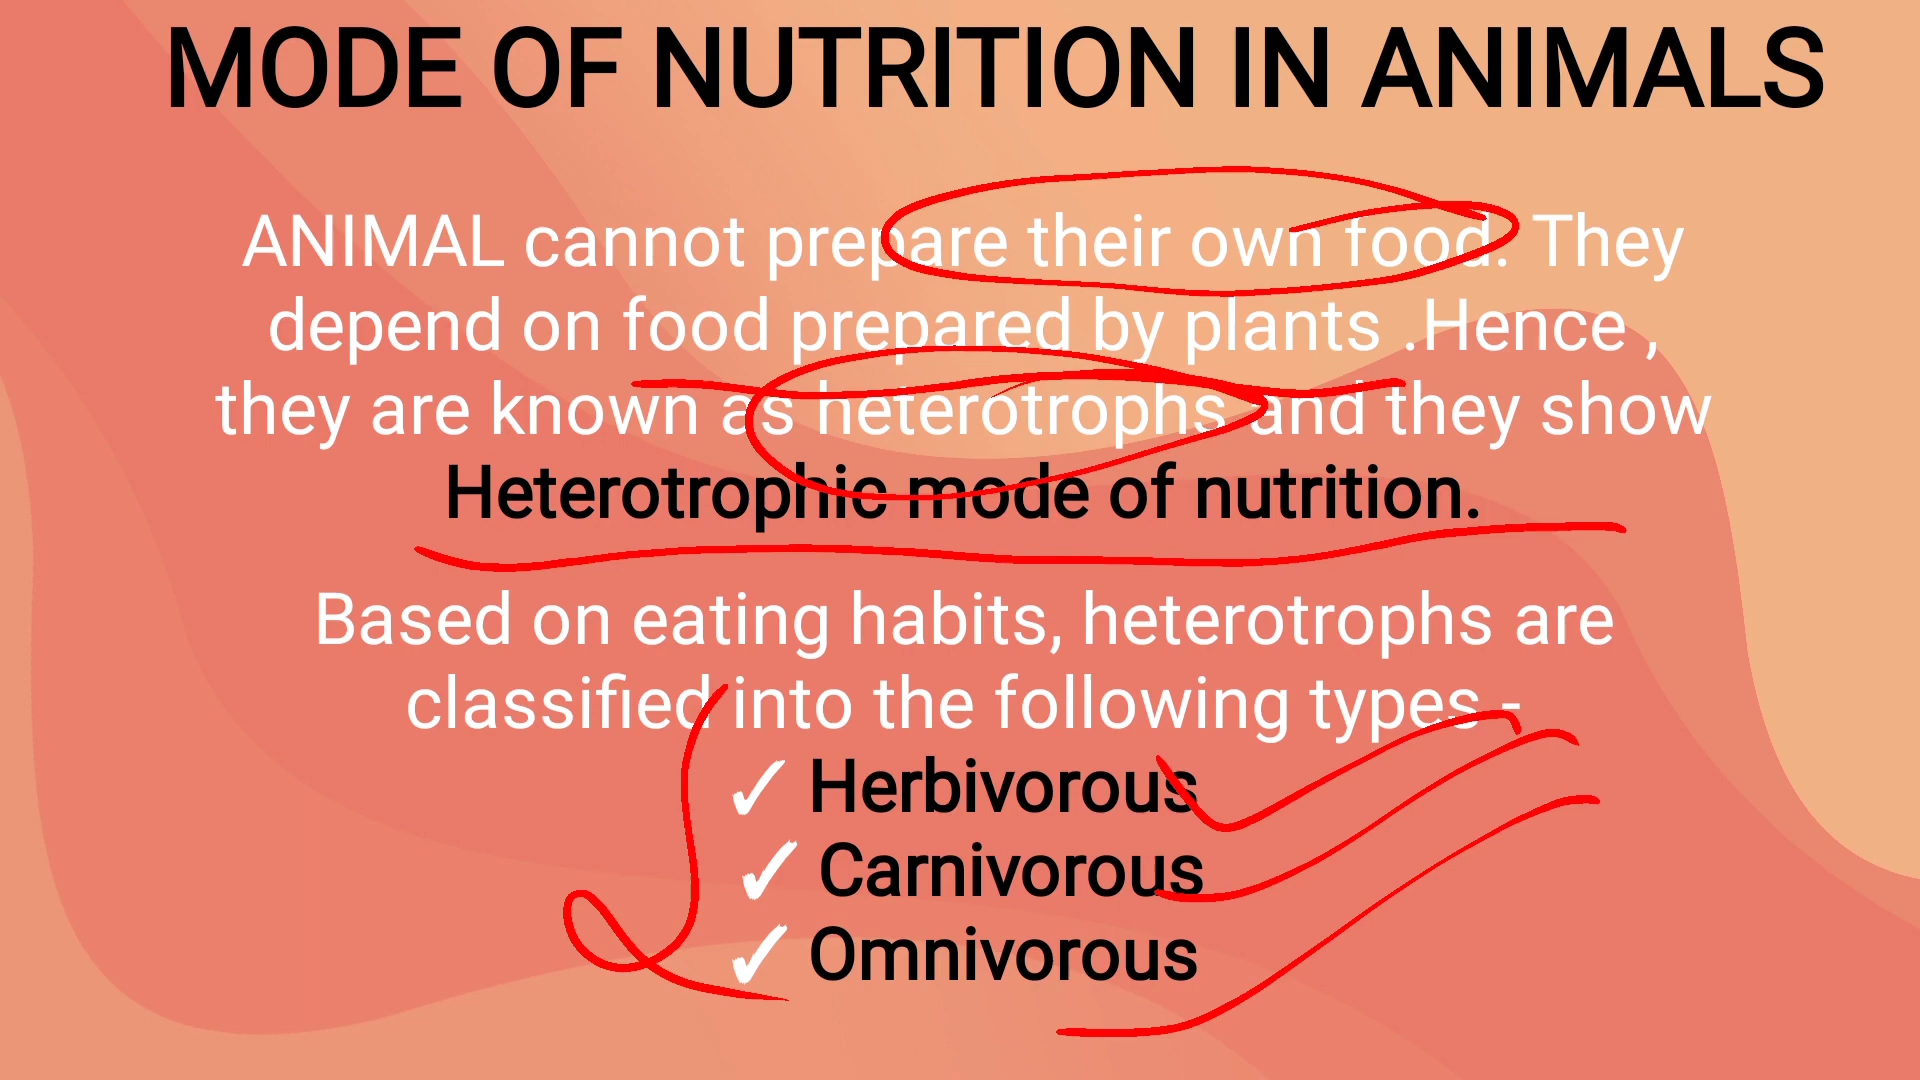 MODE OF NUTRITION IN ANIMALS
ANIMAL cannot prepare their own food. They
depend on food prepared by plants .Hence ,
they are known as heterotrophs and they show
Heterotrophic mode of nutrition.
Based on eating habits, heterotrophs are
classified into the following types -
✓ Herbivorous
✓ Carnivorous
✓ Omnivorous